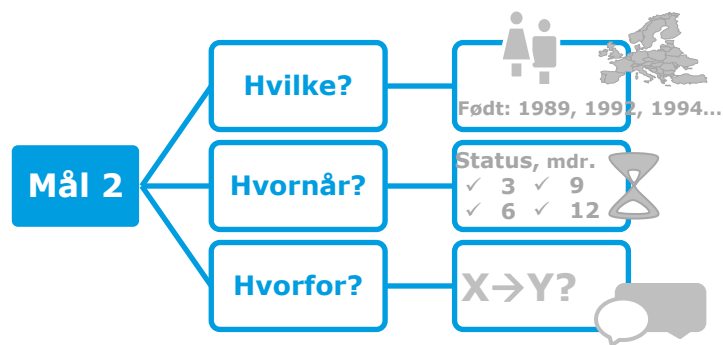 Mål 2
Hvilke?
Født: 1989, 1992, 1994...
Hvornår?
Status, mdr.
✓ 3 ✓ 9
✓ 6 ✓ 12
Hvorfor?
X→Y?